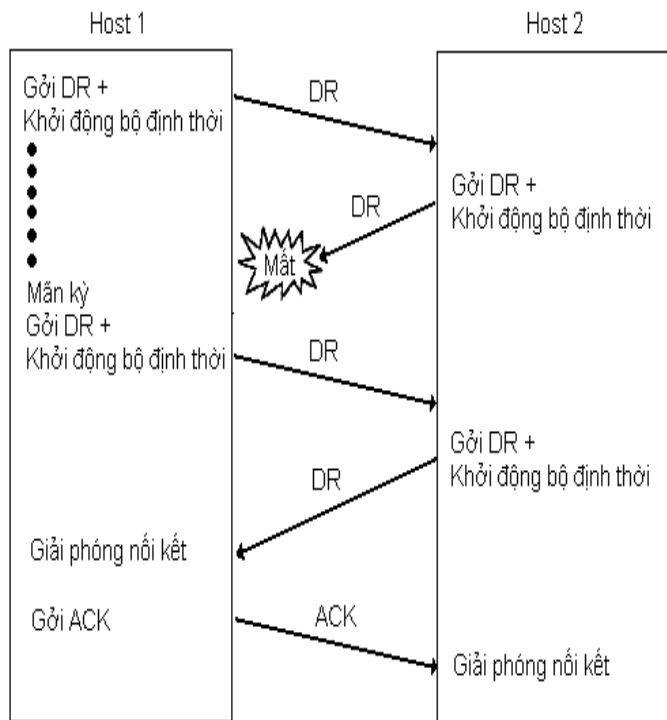 Host 1
Host 2
Gởi DR +
Khởi động bộ định thời
DR
Gởi DR +
Khởi động bộ định thời
DR
Mất
Mãn kỳ
Gởi DR +
Khởi động bộ định thời
DR
Gởi DR +
Khởi động bộ định thời
DR
Giải phóng nối kết
Gởi ACK
ACK
Giải phóng nối kết